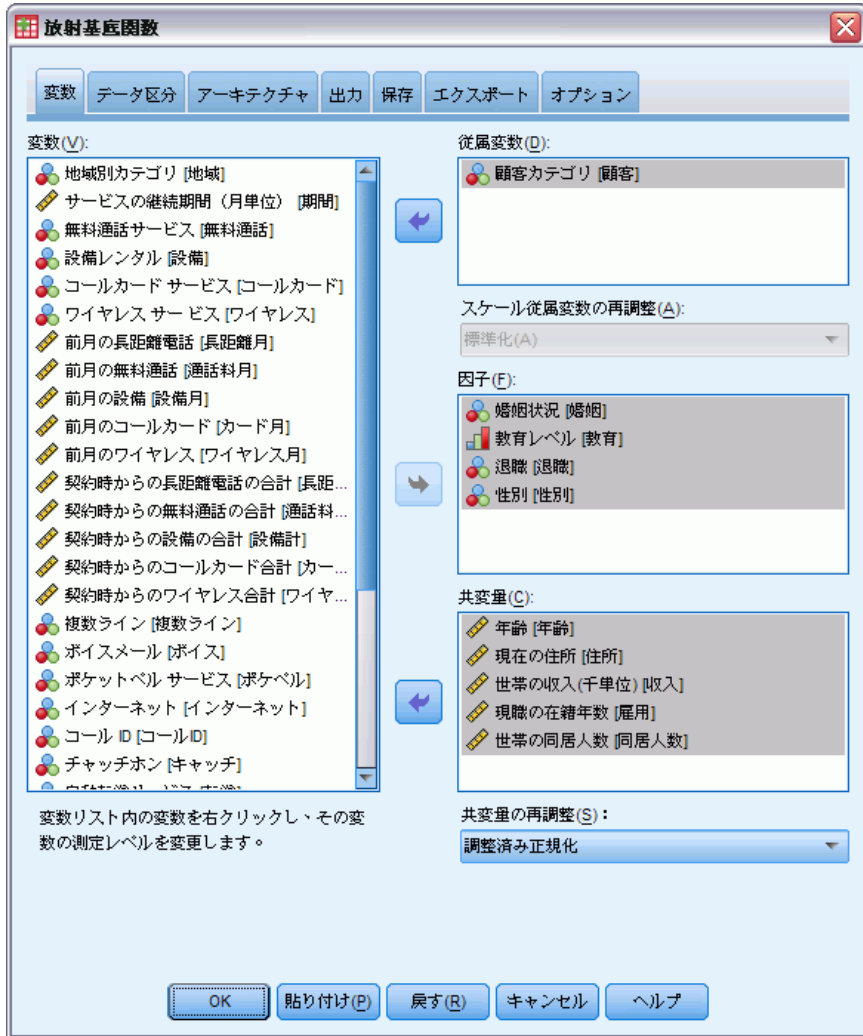 放射基底関数
変数 データ区分 アーキテクチャ 出力 保存 エクスポート オプション
変数(V):
地域別カテゴリ [地域]
サービスの継続期間（月単位） [期間]
無料通話サービス [無料通話]
設備レンタル [設備]
コールカード サービス [コールカード]
ワイヤレス サービス [ワイヤレス]
前月の長距離電話 [長距離月]
前月の無料通話 [通話料月]
前月の設備 [設備月]
前月のコールカード [カード月]
前月のワイヤレス [ワイヤレス月]
契約時からの長距離電話の合計 [長距...
契約時からの無料通話の合計 [通話料...
契約時からの設備の合計 [設備計]
契約時からのコールカード合計 [カー...
契約時からのワイヤレス合計 [ワイヤ...
複数ライン [複数ライン]
ボイスメール [ボイス]
ポケットベル サービス [ポケベル]
インターネット [インターネット]
コール ID [コールID]
チャッチホン [キャッチ]
変数リスト内の変数を右クリックし、その変
数の測定レベルを変更します。
従属変数(D):
顧客カテゴリ [顧客]
スケール従属変数の再調整(A):
標準化(A)
因子(F):
婚姻状況 [婚姻]
教育レベル [教育]
退職 [退職]
性別 [性別]
共変量(C):
年齢 [年齢]
現在の住所 [住所]
世帯の収入(千単位) [収入]
現職の在籍年数 [雇用]
世帯の同居人数 [同居人数]
共変量の再調整(S)：
調整済み正規化
OK 貼り付け(P) 戻す(R) キャンセル ヘルプ